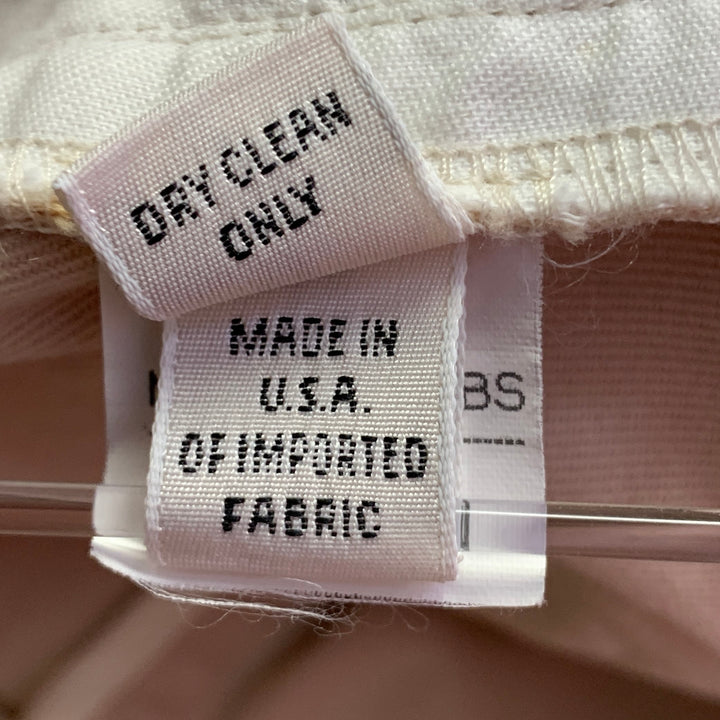 DRY CLEAN
ONLY
MADE IN
U.S.A.
OF IMPORTED
FABRIC
BS